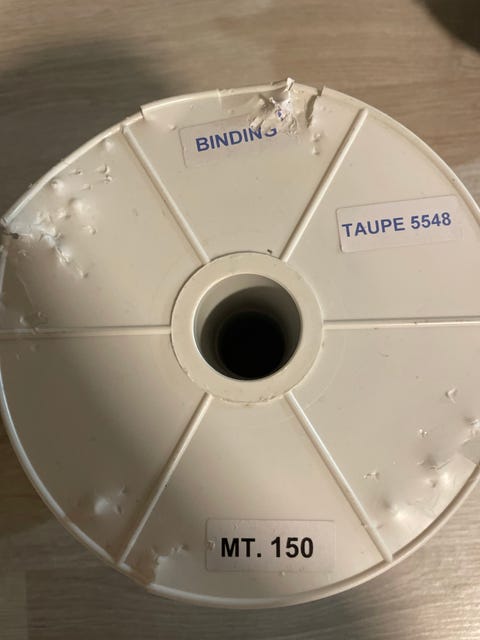 BINDING
TAUPE 5548
MT. 150